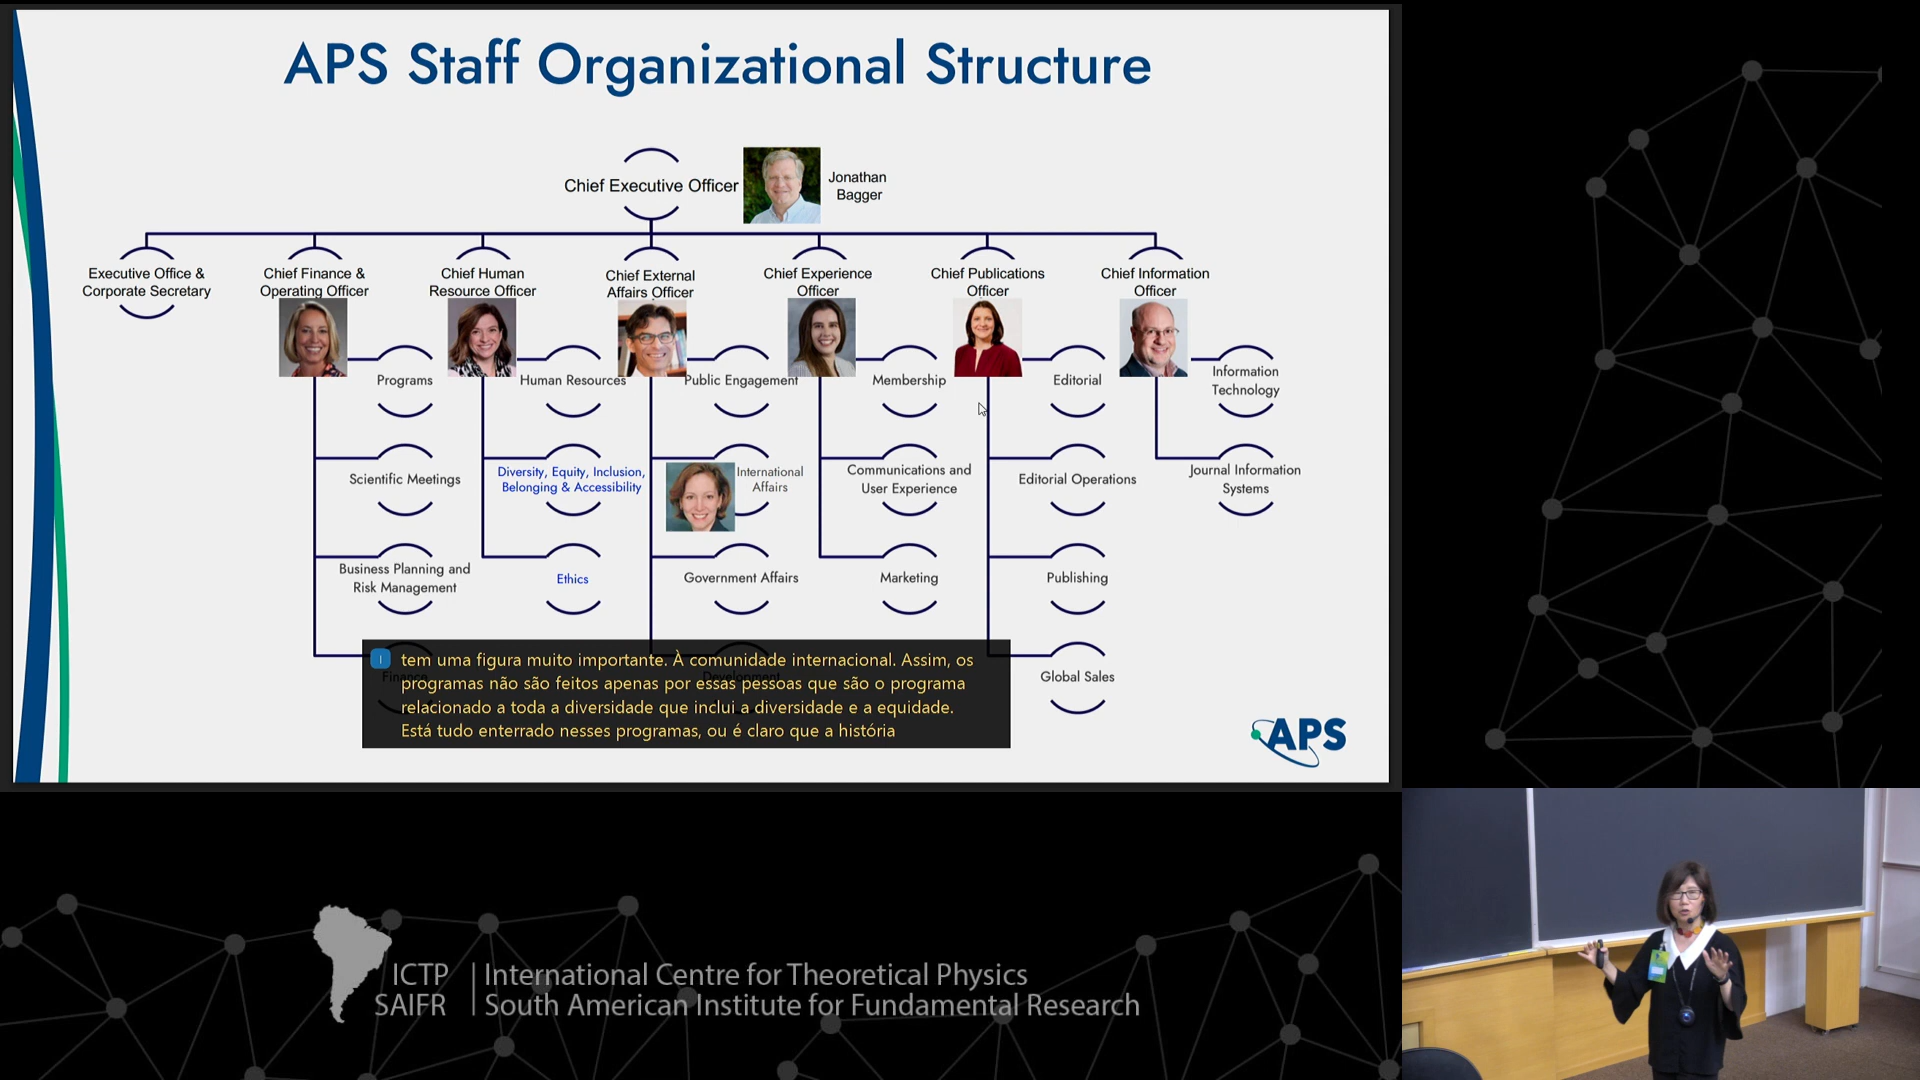 APS Staff Organizational Structure
Chief Executive Officer
Jonathan
Bagger
Executive Office &
Corporate Secretary
Chief Finance &
Operating Officer
Chief Human
Resource Officer
Chief External
Affairs Officer
Chief Experience
Officer
Chief Publications
Officer
Chief Information
Officer
Programs
Human Resources
Public Engagement
Membership
Editorial
Information
Technology
Scientific Meetings
Diversity, Equity, Inclusion,
Belonging & Accessibility
International
Affairs
Communications and
User Experience
Editorial Operations
Journal Information
Systems
Business Planning and
Risk Management
Ethics
Government Affairs
Marketing
Publishing
Finance
Development
Global Sales
I
tem uma figura muito importante. À comunidade internacional. Assim, os
programas não são feitos apenas por essas pessoas que são o programa
relacionado a toda a diversidade que inclui a diversidade e a equidade.
Está tudo enterrado nesses programas, ou é claro que a história
APS
ICTP | International Centre for Theoretical Physics
SAIFR | South American Institute for Fundamental Research